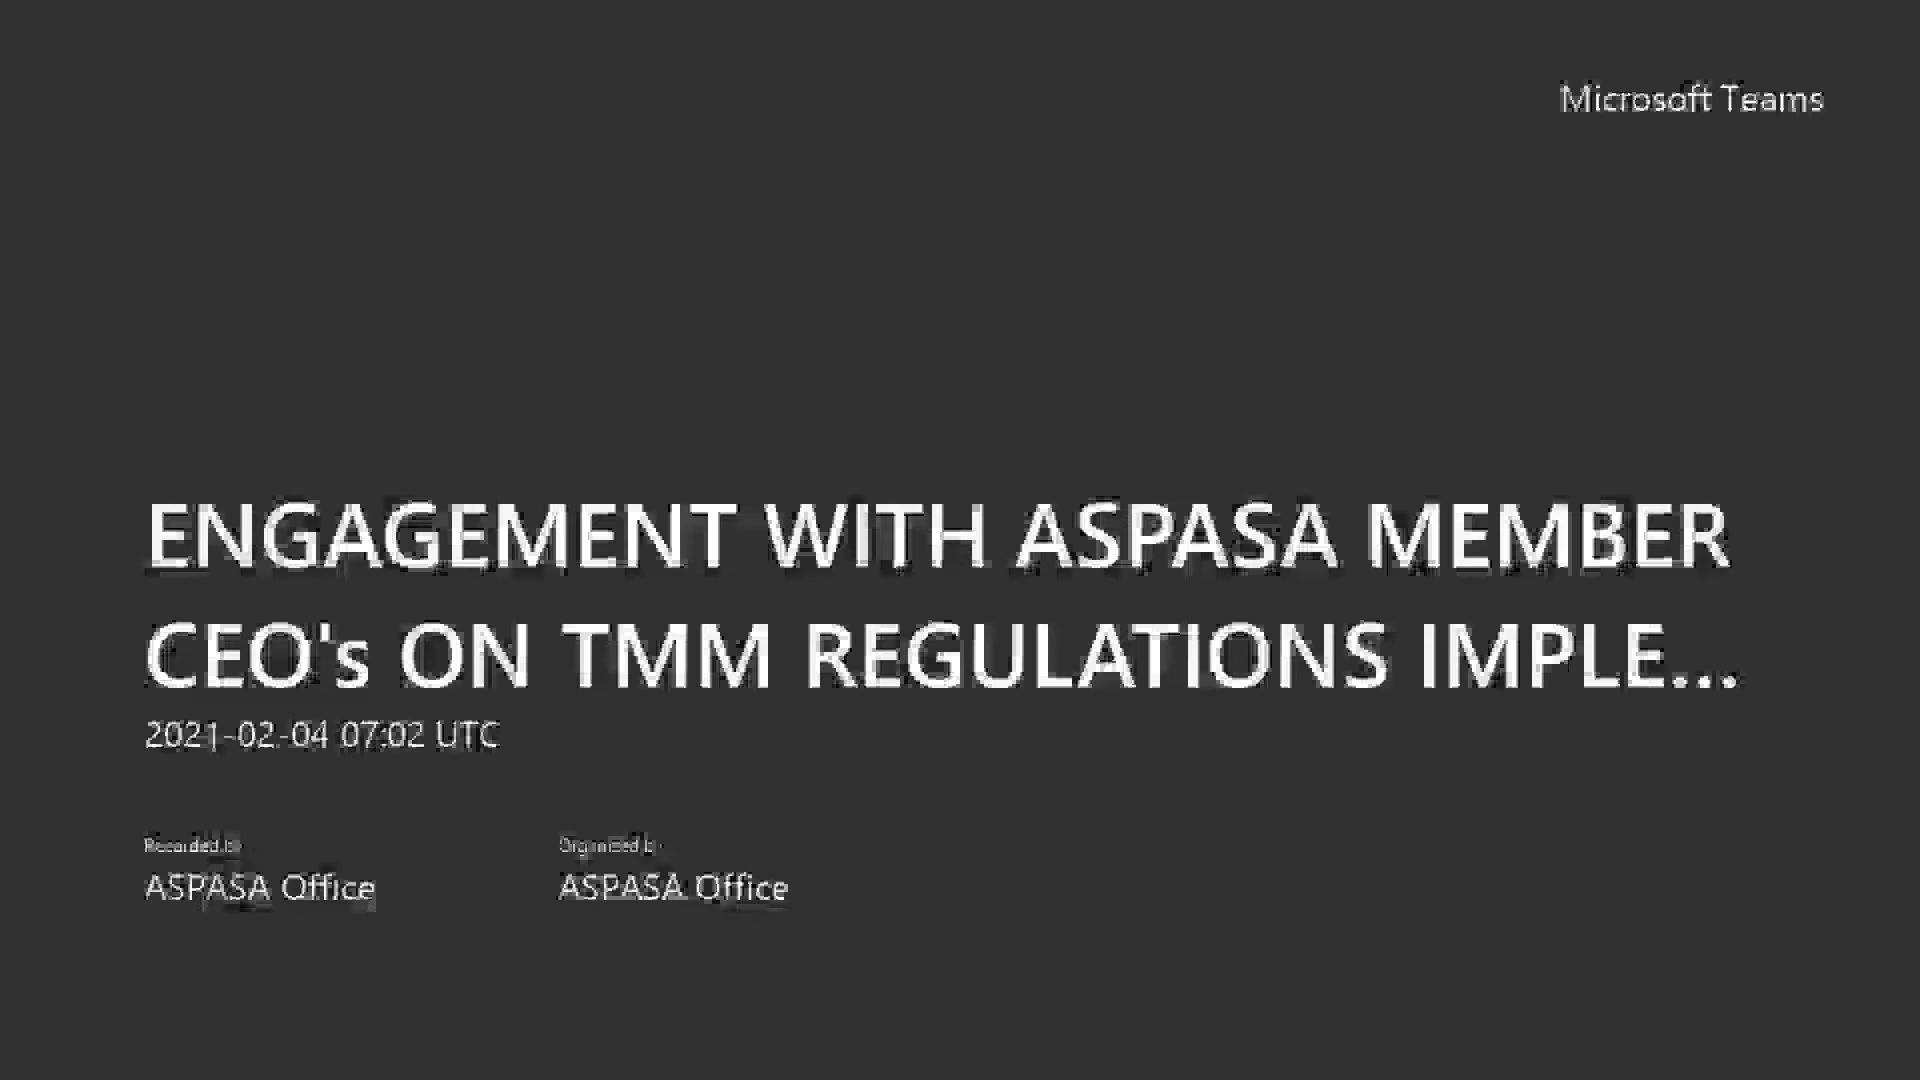 Microsoft Teams
ENGAGEMENT WITH ASPASA MEMBER
CEO's ON TMM REGULATIONS IMPLE...
2021-02-04 07:02 UTC
Recorded by
Organized by
ASPASA Office
ASPASA Office